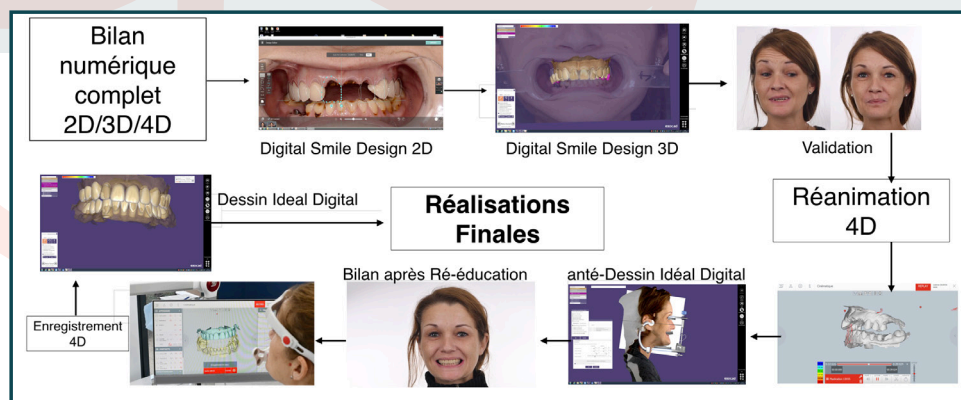 Bilan
numérique
complet
2D/3D/4D
Digital Smile Design 2D
Digital Smile Design 3D
Validation
Réanimation
4D
anté-Dessin Idéal Digital
Bilan après Ré-éducation
Enregistrement
4D
Dessin Ideal Digital
Réalisations
Finales